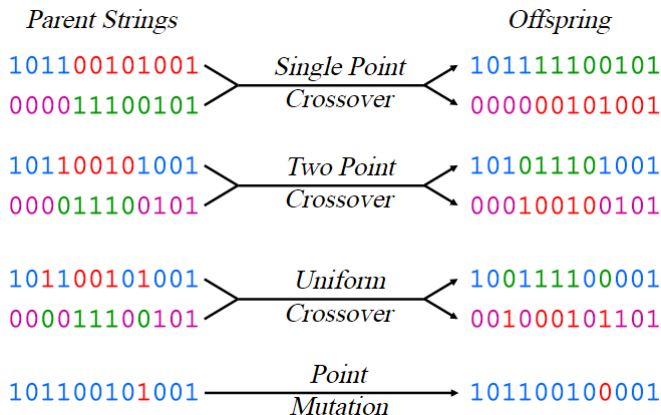 Parent Strings Offspring
101100101001 Single Point 101111100101
000011100101 Crossover 000000101001
101100101001 Two Point 101011101001
000011100101 Crossover 000100100101
101100101001 Uniform 100111100001
000011100101 Crossover 001000101101
101100101001 Point 101100100001
Mutation